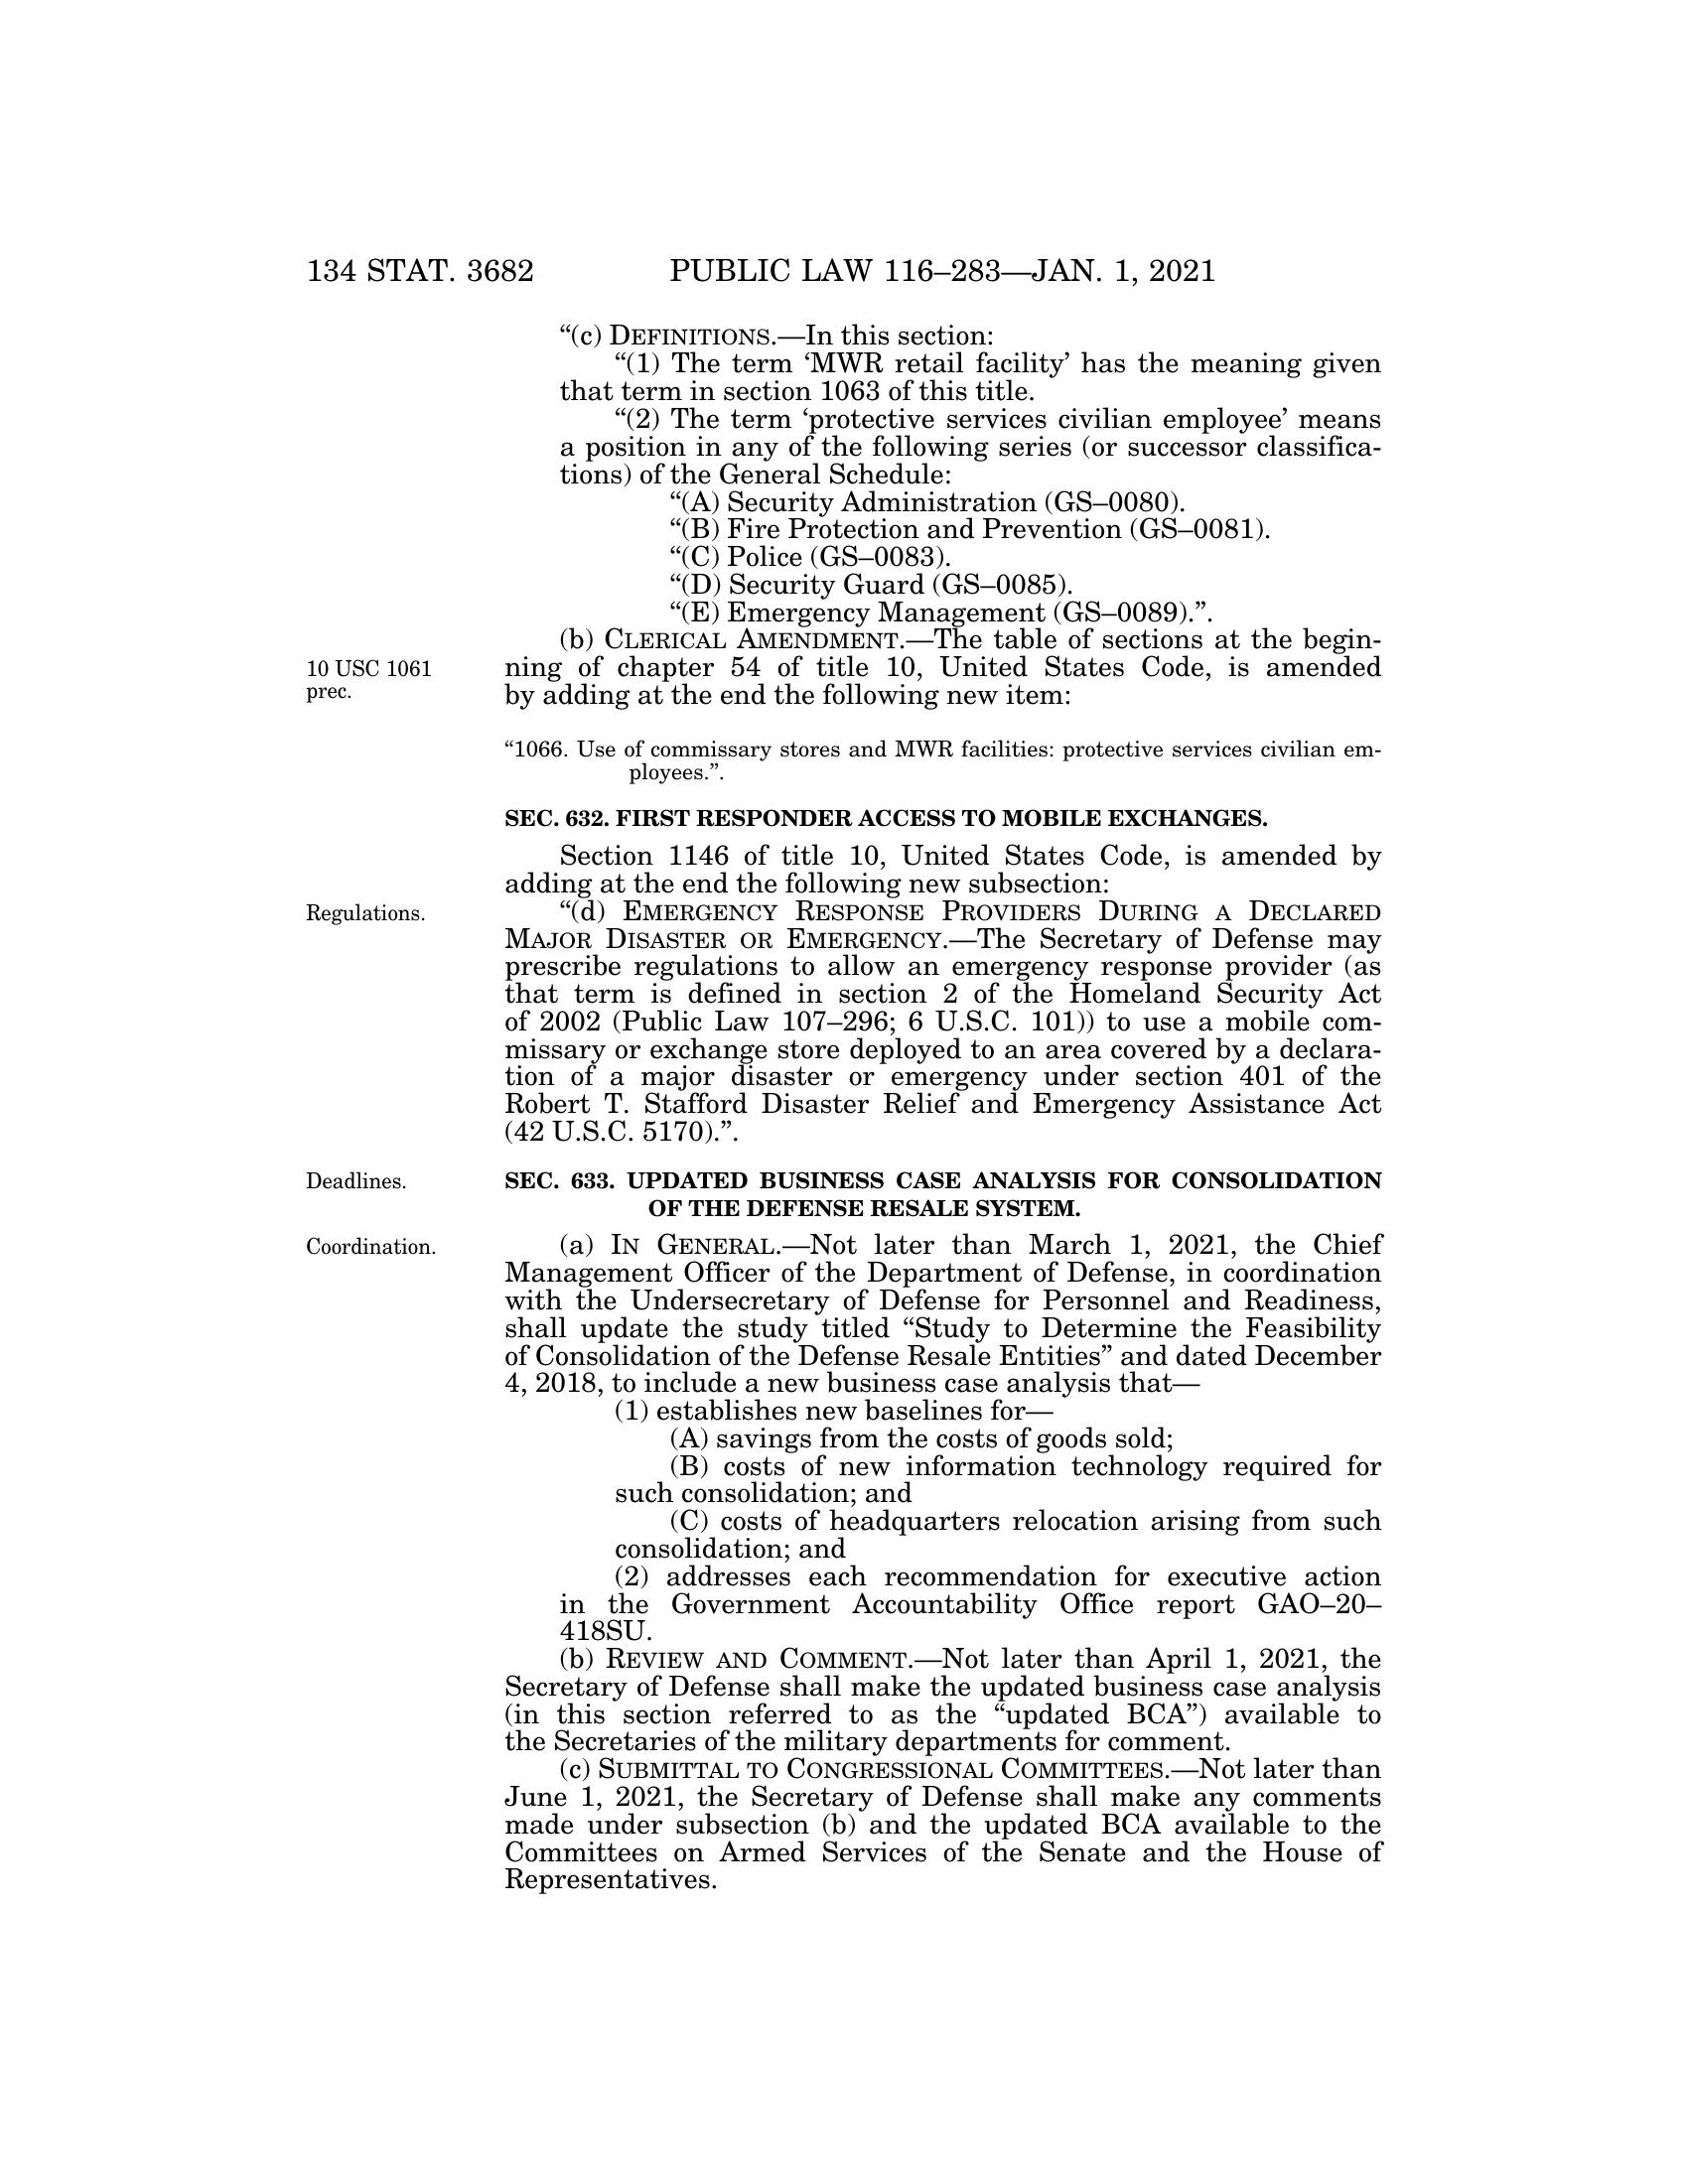 134 STAT. 3682 PUBLIC LAW 116–283—JAN. 1, 2021
“(c) DEFINITIONS.—In this section:
“(1) The term ‘MWR retail facility’ has the meaning given
that term in section 1063 of this title.
“(2) The term ‘protective services civilian employee’ means
a position in any of the following series (or successor classifica-
tions) of the General Schedule:
“(A) Security Administration (GS–0080).
“(B) Fire Protection and Prevention (GS–0081).
“(C) Police (GS–0083).
“(D) Security Guard (GS–0085).
“(E) Emergency Management (GS–0089).”.
(b) CLERICAL AMENDMENT.—The table of sections at the begin-
10 USC 1061
prec.
ning of chapter 54 of title 10, United States Code, is amended
by adding at the end the following new item:
“1066. Use of commissary stores and MWR facilities: protective services civilian em-
ployees.”.
SEC. 632. FIRST RESPONDER ACCESS TO MOBILE EXCHANGES.
Section 1146 of title 10, United States Code, is amended by
adding at the end the following new subsection:
Regulations.
“(d) EMERGENCY RESPONSE PROVIDERS DURING A DECLARED
MAJOR DISASTER OR EMERGENCY.—The Secretary of Defense may
prescribe regulations to allow an emergency response provider (as
that term is defined in section 2 of the Homeland Security Act
of 2002 (Public Law 107–296; 6 U.S.C. 101)) to use a mobile com-
missary or exchange store deployed to an area covered by a declara-
tion of a major disaster or emergency under section 401 of the
Robert T. Stafford Disaster Relief and Emergency Assistance Act
(42 U.S.C. 5170).”.
Deadlines.
SEC. 633. UPDATED BUSINESS CASE ANALYSIS FOR CONSOLIDATION
OF THE DEFENSE RESALE SYSTEM.
Coordination.
(a) IN GENERAL.—Not later than March 1, 2021, the Chief
Management Officer of the Department of Defense, in coordination
with the Undersecretary of Defense for Personnel and Readiness,
shall update the study titled “Study to Determine the Feasibility
of Consolidation of the Defense Resale Entities” and dated December
4, 2018, to include a new business case analysis that—
(1) establishes new baselines for—
(A) savings from the costs of goods sold;
(B) costs of new information technology required for
such consolidation; and
(C) costs of headquarters relocation arising from such
consolidation; and
(2) addresses each recommendation for executive action
in the Government Accountability Office report GAO–20–
418SU.
(b) REVIEW AND COMMENT.—Not later than April 1, 2021, the
Secretary of Defense shall make the updated business case analysis
(in this section referred to as the “updated BCA”) available to
the Secretaries of the military departments for comment.
(c) SUBMITTAL TO CONGRESSIONAL COMMITTEES.—Not later than
June 1, 2021, the Secretary of Defense shall make any comments
made under subsection (b) and the updated BCA available to the
Committees on Armed Services of the Senate and the House of
Representatives.